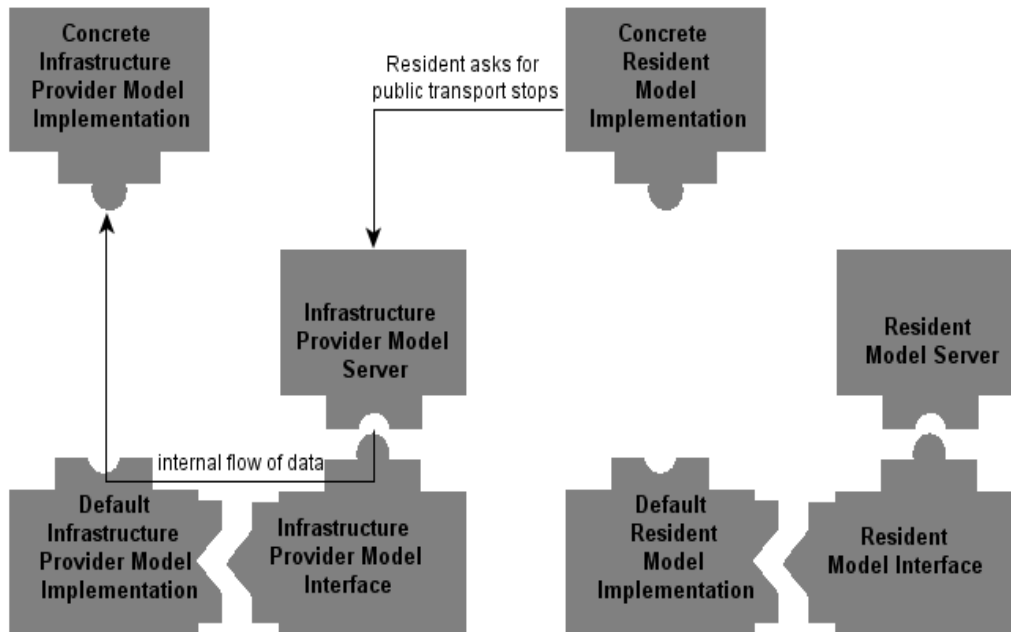 Concrete
Infrastructure
Provider Model
Implementation
Resident asks for
public transport stops
Concrete
Resident
Model
Implementation
Infrastructure
Provider Model
Server
Resident
Model Server
internal flow of data
Default
Infrastructure
Provider Model
Implementation
Infrastructure
Provider Model
Interface
Default
Resident
Model
Implementation
Resident
Model Interface